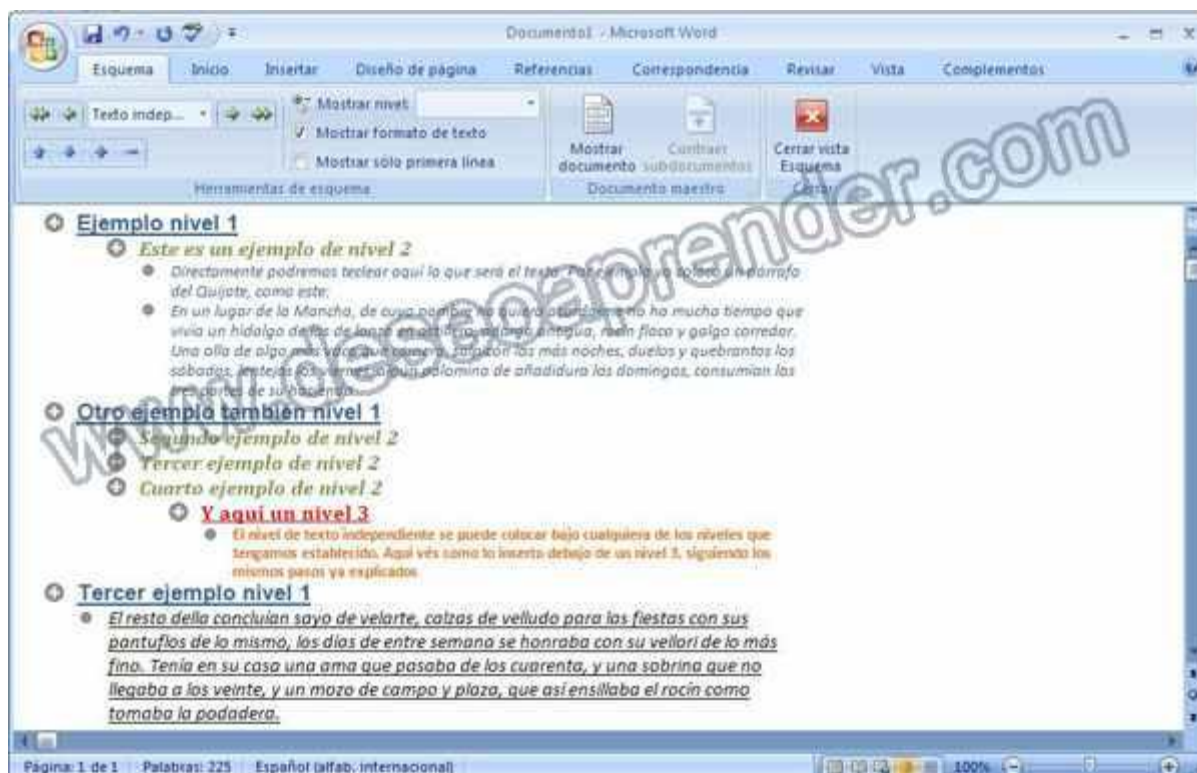 Documento1 - Microsoft Word
Esquema Inicio Insertar Diseño de página Referencias Correspondencia Revisar Vista Complementos
Texto indep... Mostrar nivel:
Mostrar formato de texto
Mostrar sólo primera línea
Mostrar documento
Contraer subdocumentos
Cerrar vista Esquema
Herramientas de esquema Documento maestro Cerrar
www.deseoaprender.com
Ejemplo nivel 1
Este es un ejemplo de nivel 2
Directamente podremos teclear aquí lo que será el texto. Por ejemplo yo coloco un párrafo
del Quijote, como este:
En un lugar de la Mancha, de cuyo nombre no quiero acordarme no ha mucho tiempo que
vivía un hidalgo de los de lanza en astillero, adarga antigua, rocín flaco y galgo corredor.
Una olla de algo más vaca que carnero, salpicón las más noches, duelos y quebrantos los
sábados, lentejas los viernes, algún palomino de añadidura los domingos, consumían las
tres partes de su hacienda
Otro ejemplo también nivel 1
Segundo ejemplo de nivel 2
Tercer ejemplo de nivel 2
Cuarto ejemplo de nivel 2
Y aquí un nivel 3
El nivel de texto independiente se puede colocar bajo cualquiera de los niveles que
tengamos establecido. Aquí vés como lo inserto debajo de un nivel 3, siguiendo los
mismos pasos ya explicados
Tercer ejemplo nivel 1
El resto della concluían sayo de velarte, calzas de velludo para las fiestas con sus
pantuflos de lo mismo, los días de entre semana se honraba con su vellori de lo más
fino. Tenía en su casa una ama que pasaba de los cuarenta, y una sobrina que no
llegaba a los veinte, y un mozo de campo y plaza, que así ensillaba el rocín como
tomaba la podadera.
Página: 1 de 1 Palabras: 225 Español (alfab. internacional) 100%